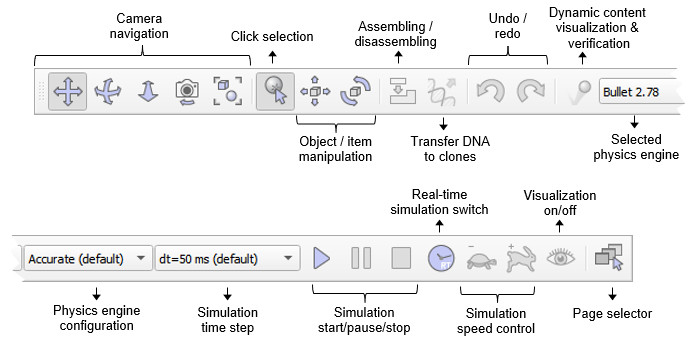 Camera
navigation
Click selection
Assembling /
disassembling
Undo /
redo
Dynamic content
visualization &
verification
Bullet 2.78
Object / item
manipulation
Transfer DNA
to clones
Selected
physics engine
Real-time
simulation switch
Visualization
on/off
Accurate (default)
dt=50 ms (default)
Physics engine
configuration
Simulation
time step
Simulation
start/pause/stop
Simulation
speed control
Page selector